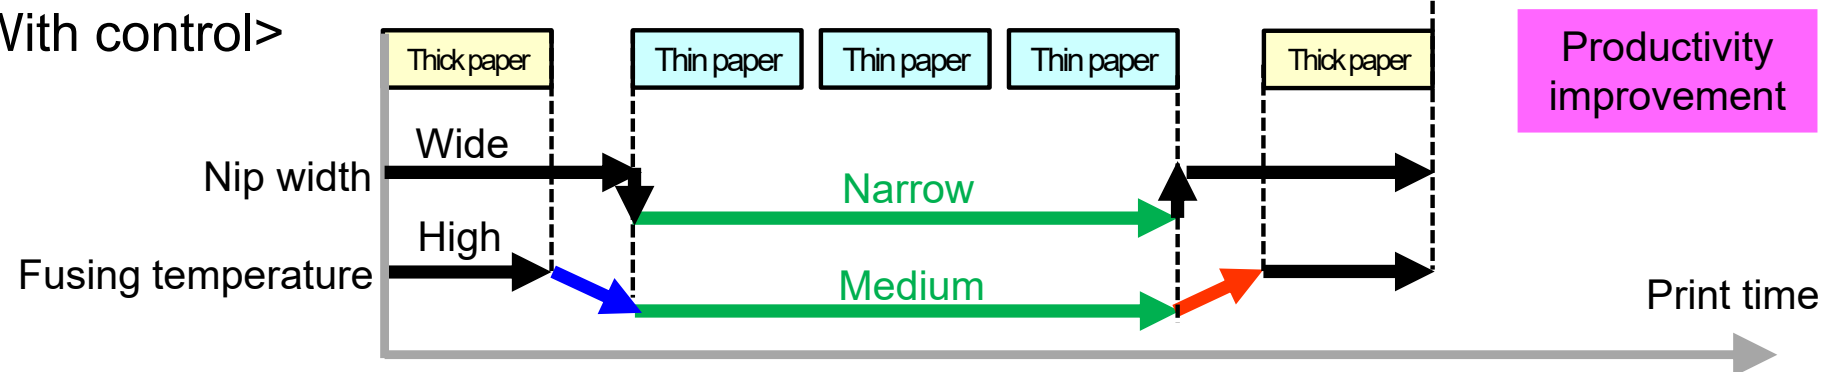 With control>
Thick paper
Thin paper
Thin paper
Thin paper
Thick paper
Productivity
improvement
Wide
Nip width
Narrow
High
Fusing temperature
Medium
Print time